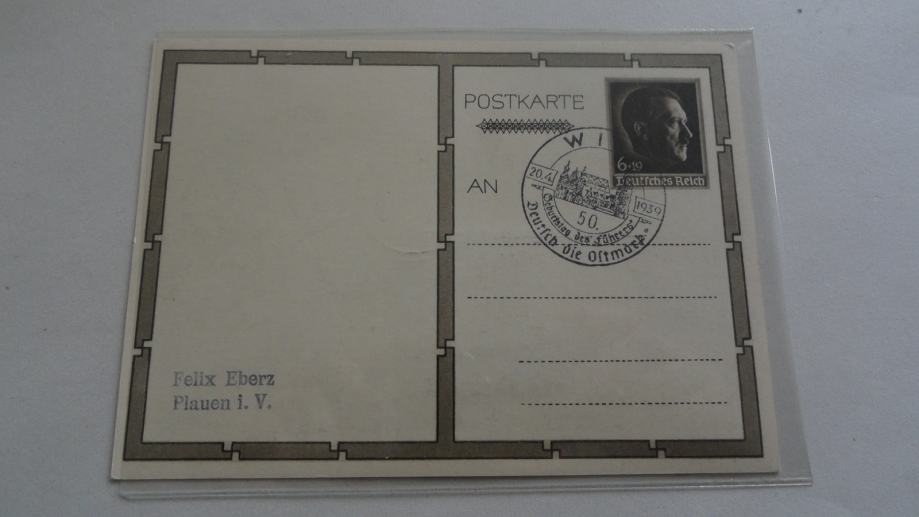 POSTKARTE
6+19
Deutsches Reich
WI
20.4.
1939
50.
Geburtstag des Führers
Deutsch die Ostmark
AN
Felix Eberz
Plauen i. V.